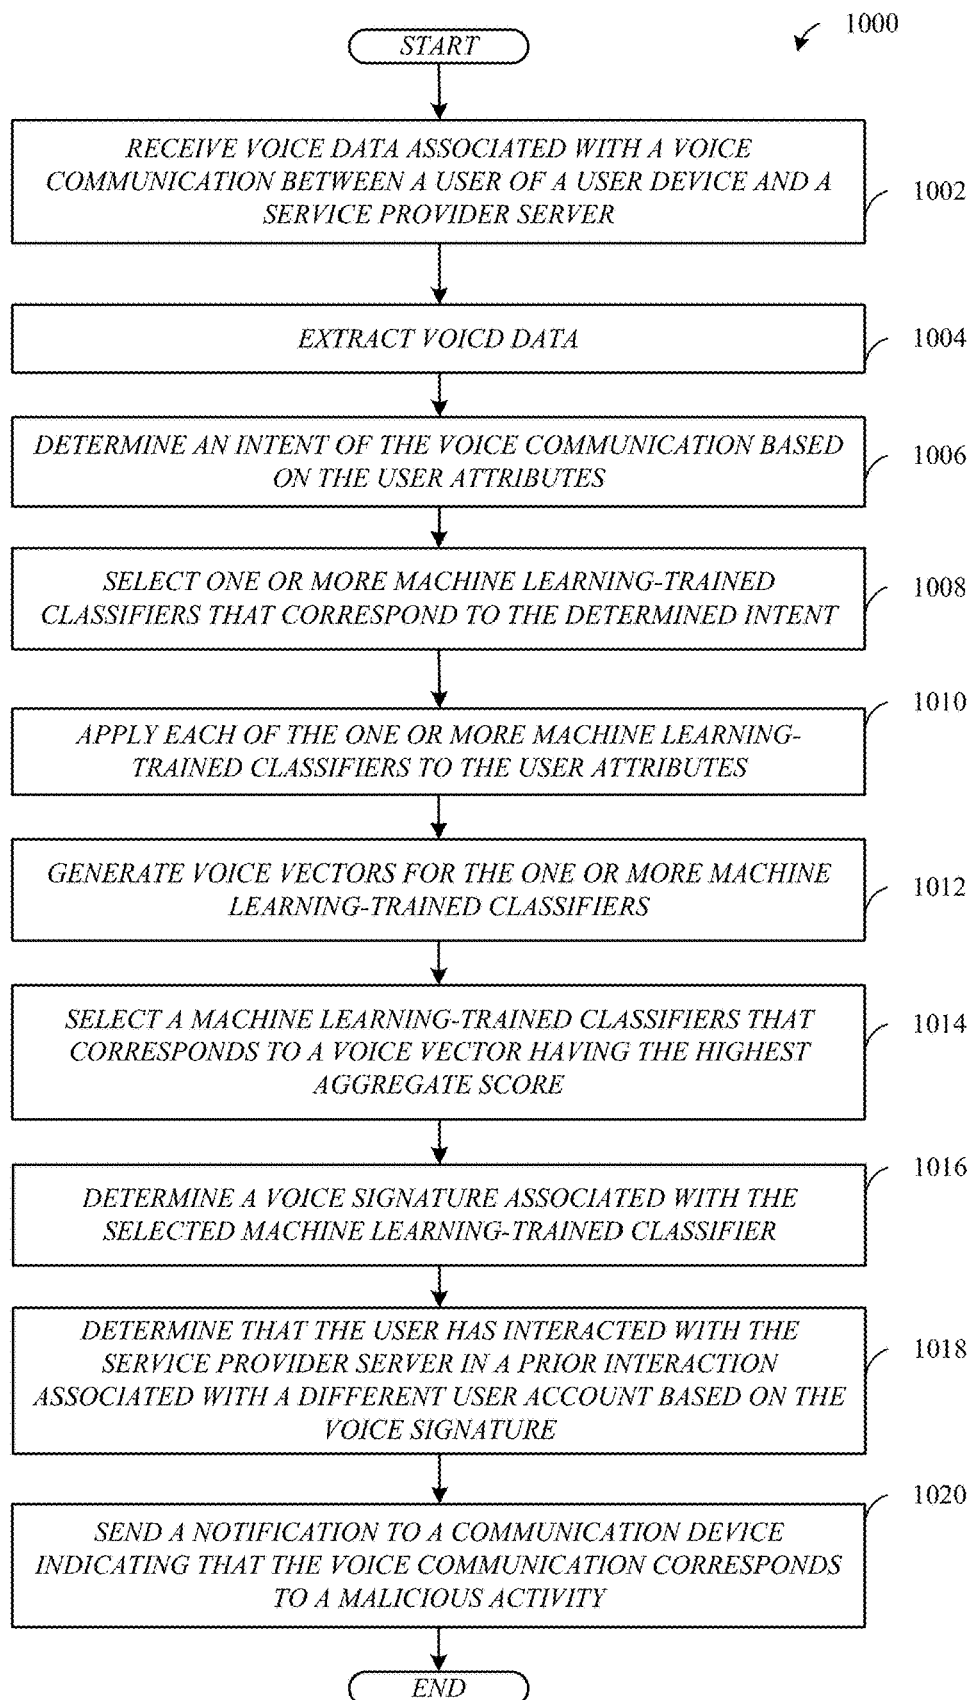 1000
START
RECEIVE VOICE DATA ASSOCIATED WITH A VOICE
COMMUNICATION BETWEEN A USER OF A USER DEVICE AND A
SERVICE PROVIDER SERVER
1002
EXTRACT VOICD DATA
1004
DETERMINE AN INTENT OF THE VOICE COMMUNICATION BASED
ON THE USER ATTRIBUTES
1006
SELECT ONE OR MORE MACHINE LEARNING-TRAINED
CLASSIFIERS THAT CORRESPOND TO THE DETERMINED INTENT
1008
APPLY EACH OF THE ONE OR MORE MACHINE LEARNING-
TRAINED CLASSIFIERS TO THE USER ATTRIBUTES
1010
GENERATE VOICE VECTORS FOR THE ONE OR MORE MACHINE
LEARNING-TRAINED CLASSIFIERS
1012
SELECT A MACHINE LEARNING-TRAINED CLASSIFIERS THAT
CORRESPONDS TO A VOICE VECTOR HAVING THE HIGHEST
AGGREGATE SCORE
1014
DETERMINE A VOICE SIGNATURE ASSOCIATED WITH THE
SELECTED MACHINE LEARNING-TRAINED CLASSIFIER
1016
DETERMINE THAT THE USER HAS INTERACTED WITH THE
SERVICE PROVIDER SERVER IN A PRIOR INTERACTION
ASSOCIATED WITH A DIFFERENT USER ACCOUNT BASED ON THE
VOICE SIGNATURE
1018
SEND A NOTIFICATION TO A COMMUNICATION DEVICE
INDICATING THAT THE VOICE COMMUNICATION CORRESPONDS
TO A MALICIOUS ACTIVITY
1020
END